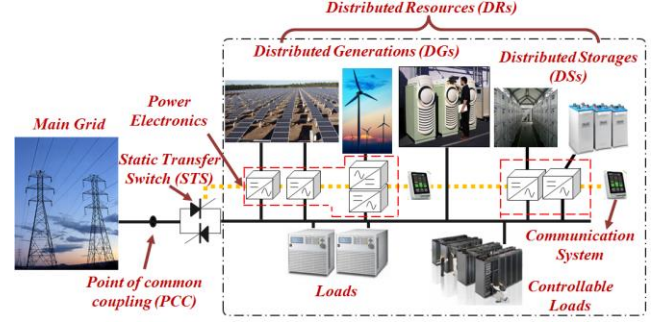 Distributed Resources (DRs)
Distributed Generations (DGs)
Distributed Storages
(DSs)
Power
Electronics
Main Grid
Static Transfer
Switch (STS)
Point of common
coupling (PCC)
Loads
Controllable
Loads
Communication
System